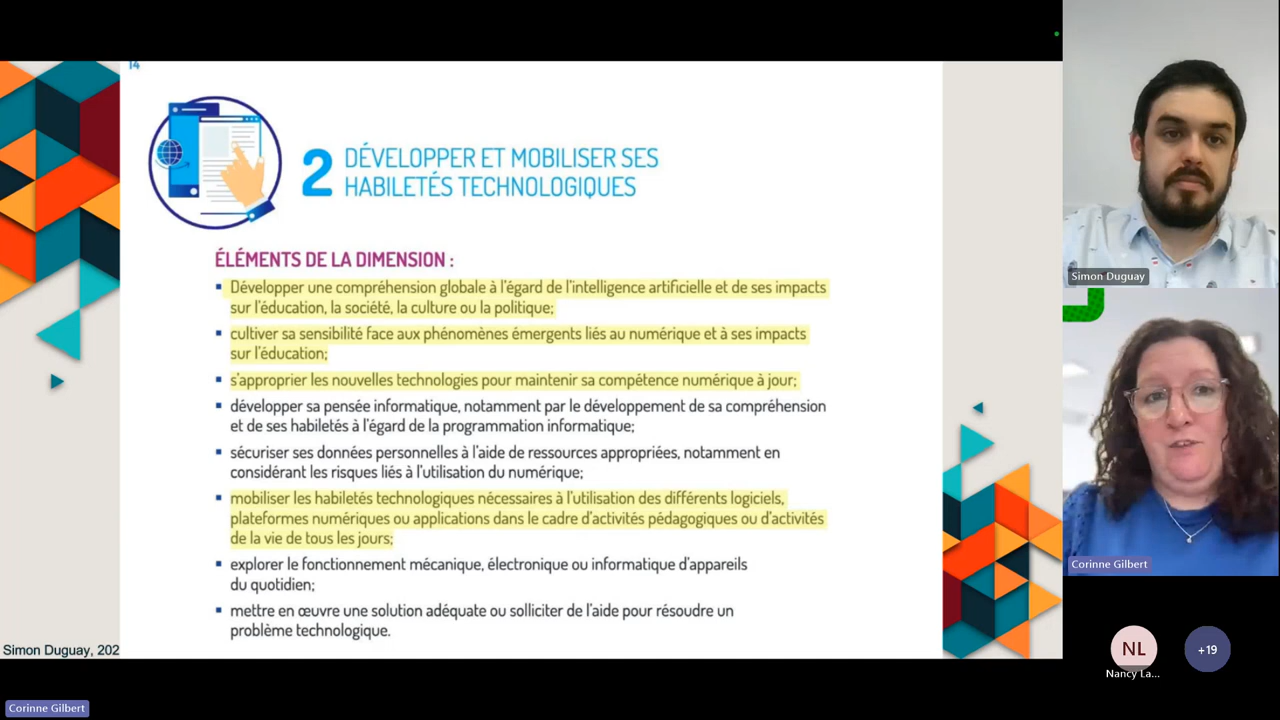 14
2 DÉVELOPPER ET MOBILISER SES
HABILETÉS TECHNOLOGIQUES
ÉLÉMENTS DE LA DIMENSION :
▪ Développer une compréhension globale à l'égard de l'intelligence artificielle et de ses impacts
sur l'éducation, la société, la culture ou la politique;
▪ cultiver sa sensibilité face aux phénomènes émergents liés au numérique et à ses impacts
sur l'éducation;
▪ s'approprier les nouvelles technologies pour maintenir sa compétence numérique à jour;
▪ développer sa pensée informatique, notamment par le développement de sa compréhension
et de ses habiletés à l'égard de la programmation informatique;
▪ sécuriser ses données personnelles à l'aide de ressources appropriées, notamment en
considérant les risques liés à l'utilisation du numérique;
▪ mobiliser les habiletés technologiques nécessaires à l'utilisation des différents logiciels,
plateformes numériques ou applications dans le cadre d'activités pédagogiques ou d'activités
de la vie de tous les jours;
▪ explorer le fonctionnement mécanique, électronique ou informatique d'appareils
du quotidien;
▪ mettre en œuvre une solution adéquate ou solliciter de l'aide pour résoudre un
problème technologique.
Simon Duguay, 202
Corinne Gilbert
Simon Duguay
Corinne Gilbert
NL
+19
Nancy La...